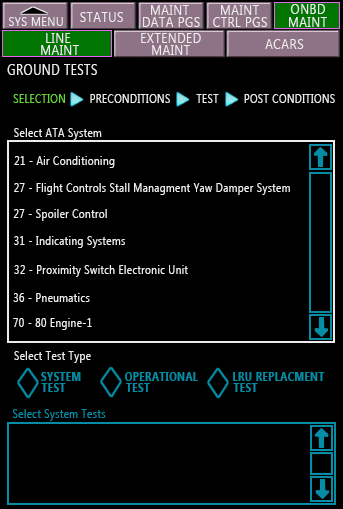 SYS MENU
STATUS
MAINT
DATA PGS
MAINT
CTRL PGS
ONBD
MAINT
LINE
MAINT
EXTENDED
MAINT
ACARS
GROUND TESTS
SELECTION PRECONDITIONS TEST POST CONDITIONS
Select ATA System
21 - Air Conditioning
27 - Flight Controls Stall Managment Yaw Damper System
27 - Spoiler Control
31 - Indicating Systems
32 - Proximity Switch Electronic Unit
36 - Pneumatics
70 - 80 Engine-1
Select Test Type
SYSTEM
TEST
OPERATIONAL
TEST
LRU REPLACMENT
TEST
Select System Tests